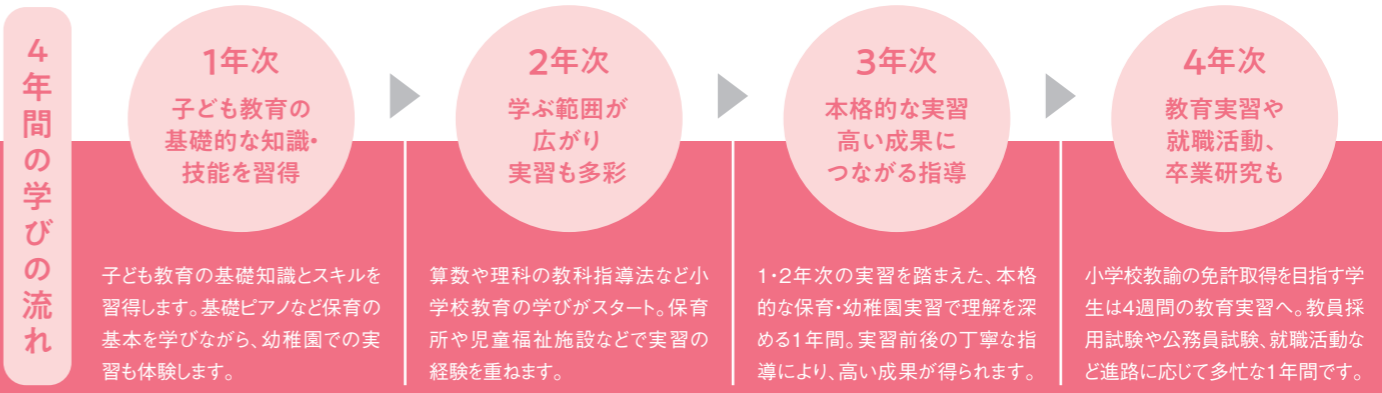 4年間の学びの流れ
1年次
子ども教育の
基礎的な知識・
技能を習得
子ども教育の基礎知識とスキルを
習得します。基礎ピアノなど保育の
基本を学びながら、幼稚園での実
習も体験します。
2年次
学ぶ範囲が
広がり
実習も多彩
算数や理科の教科指導法など小
学校教育の学びがスタート。保育
所や児童福祉施設などで実習の
経験を重ねます。
3年次
本格的な実習
高い成果に
つながる指導
1・2年次の実習を踏まえた、本格
的な保育・幼稚園実習で理解を深
める1年間。実習前後の丁寧な指
導により、高い成果が得られます。
4年次
教育実習や
就職活動、
卒業研究も
小学校教諭の免許取得を目指す学
生は4週間の教育実習へ。教員採
用試験や公務員試験、就職活動な
ど進路に応じて多忙な1年間です。